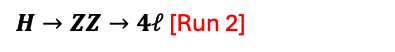 H → ZZ → 4ℓ [Run 2]